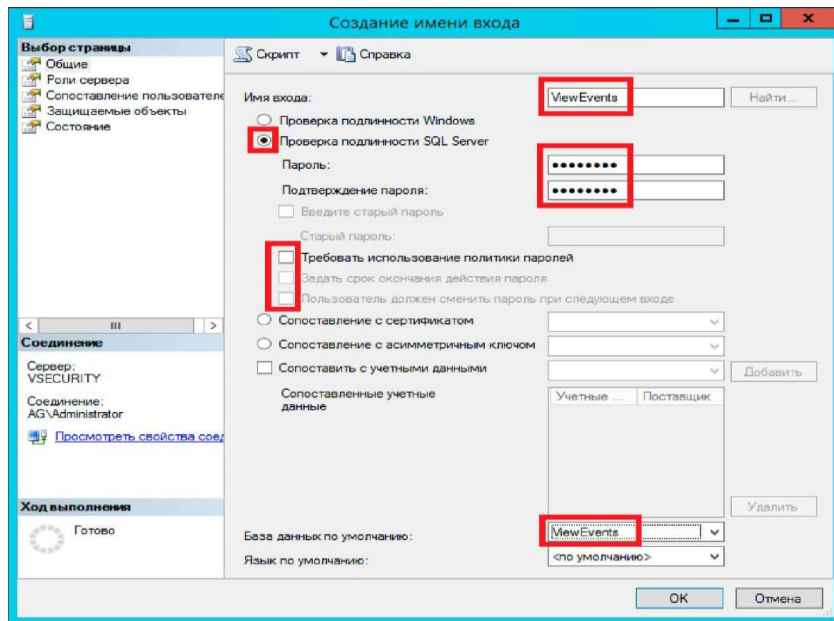 Создание имени входа
Выбор страницы
Общие
Роли сервера
Сопоставление пользователе
Защищаемые объекты
Состояние
Скрипт
Справка
Имя входа:
ViewEvents
Найти...
Проверка подлинности Windows
Проверка подлинности SQL Server
Пароль:
●●●●●●●●
Подтверждение пароля:
●●●●●●●●
Введите старый пароль
Старый пароль:
Требовать использование политики паролей
Задать срок окончания действия пароля
Пользователь должен сменить пароль при следующем входе
Сопоставление с сертификатом
Сопоставление с асимметричным ключом
Сопоставить с учетными данными
Добавить
Сопоставленные учетные
данные
Учетные ...
Поставщик
Удалить
База данных по умолчанию:
ViewEvents
Язык по умолчанию:
<по умолчанию>
Соединение
Сервер:
VSECURITY
Соединение:
AG\Administrator
Просмотреть свойства соед
Ход выполнения
Готово
OK
Отмена